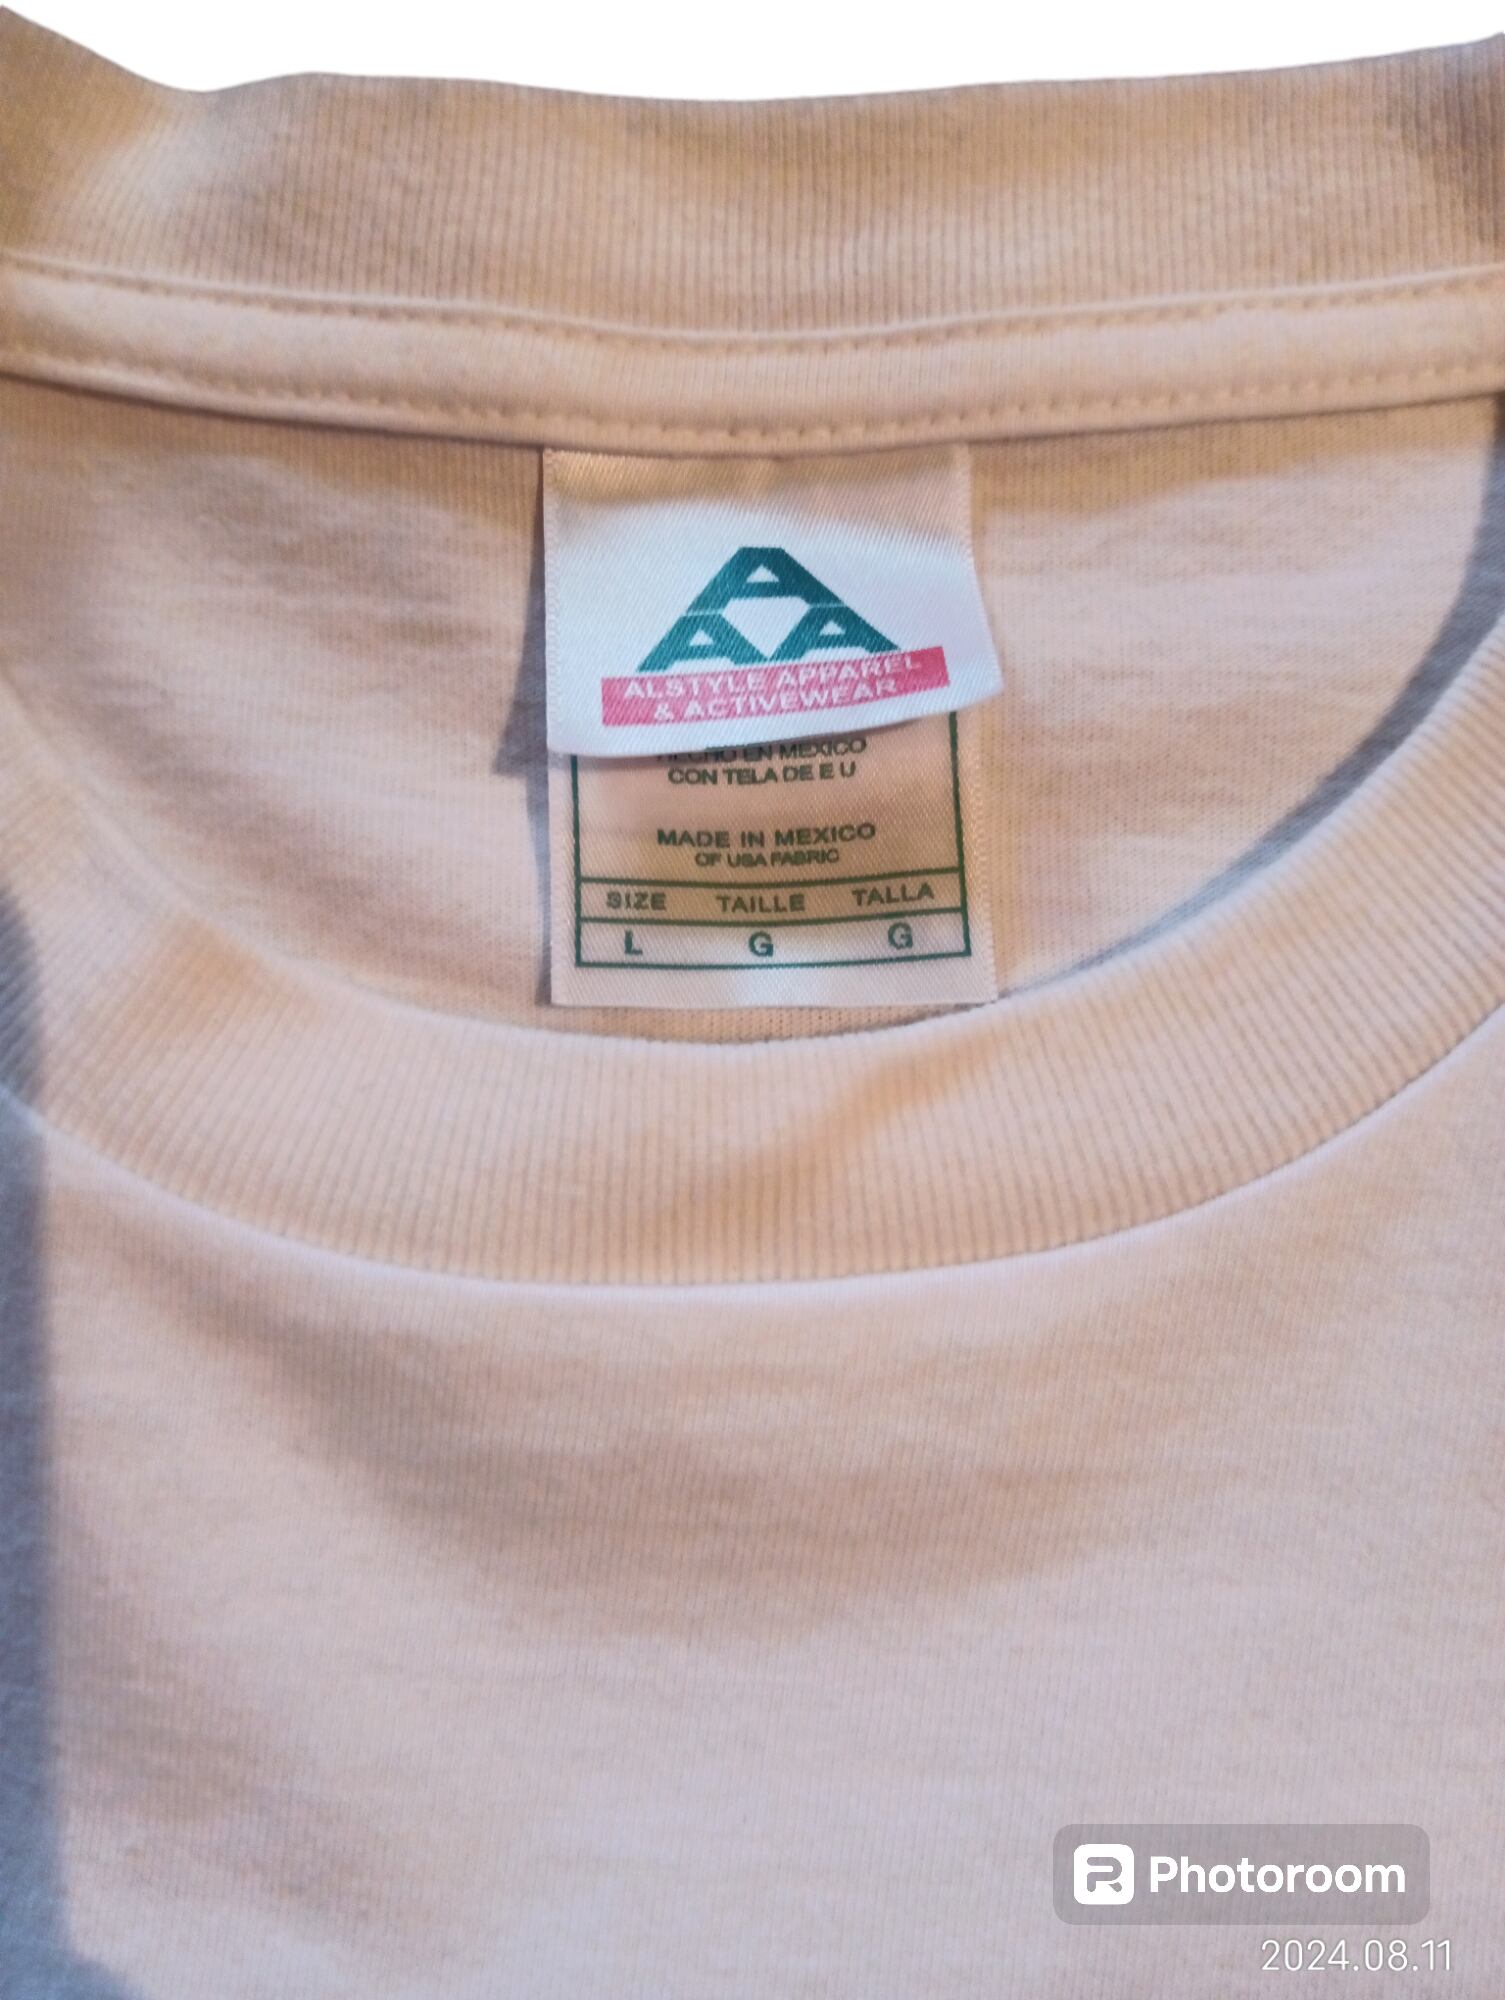 A
A A
ALSTYLE APPAREL
& ACTIVEWEAR
HECHO EN MEXICO
CON TELA DE E U
MADE IN MEXICO
OF USA FABRIC
SIZE TAILLE TALLA
L G G
Photoroom
2024.08.11